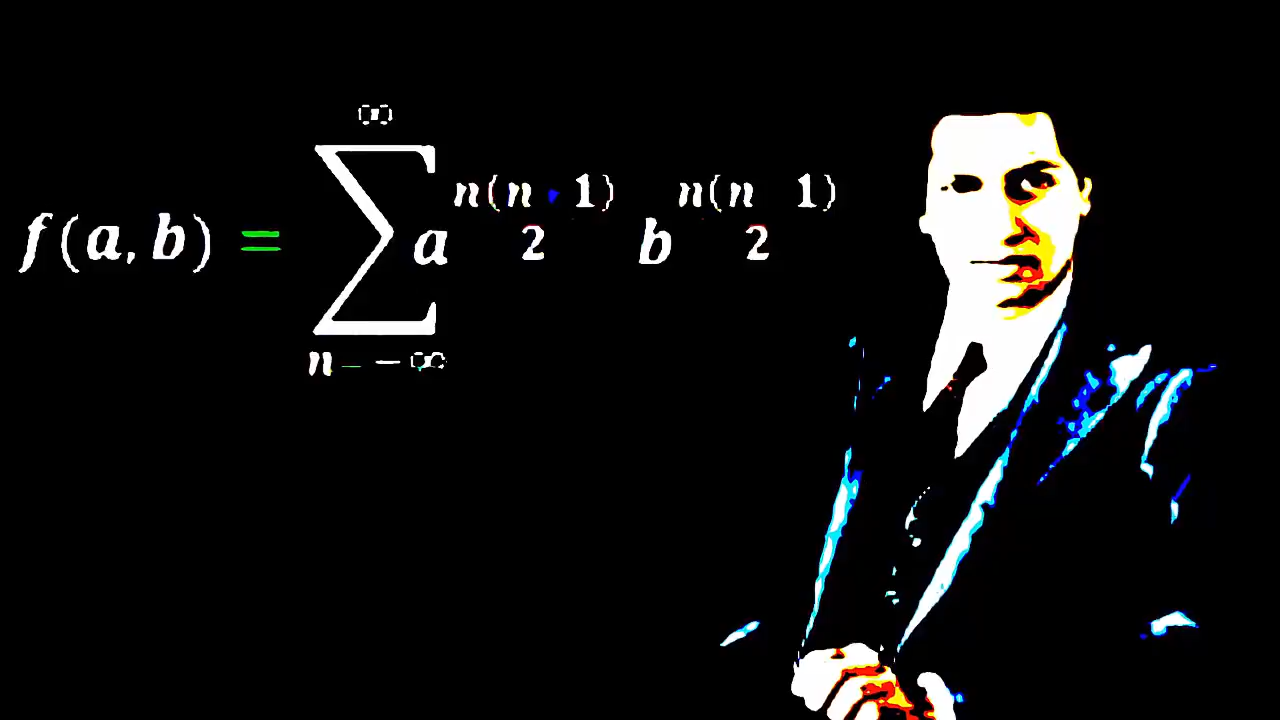 f(a, b) = ∞∑n=−∞ a n(n+1)/2 b n(n−1)/2